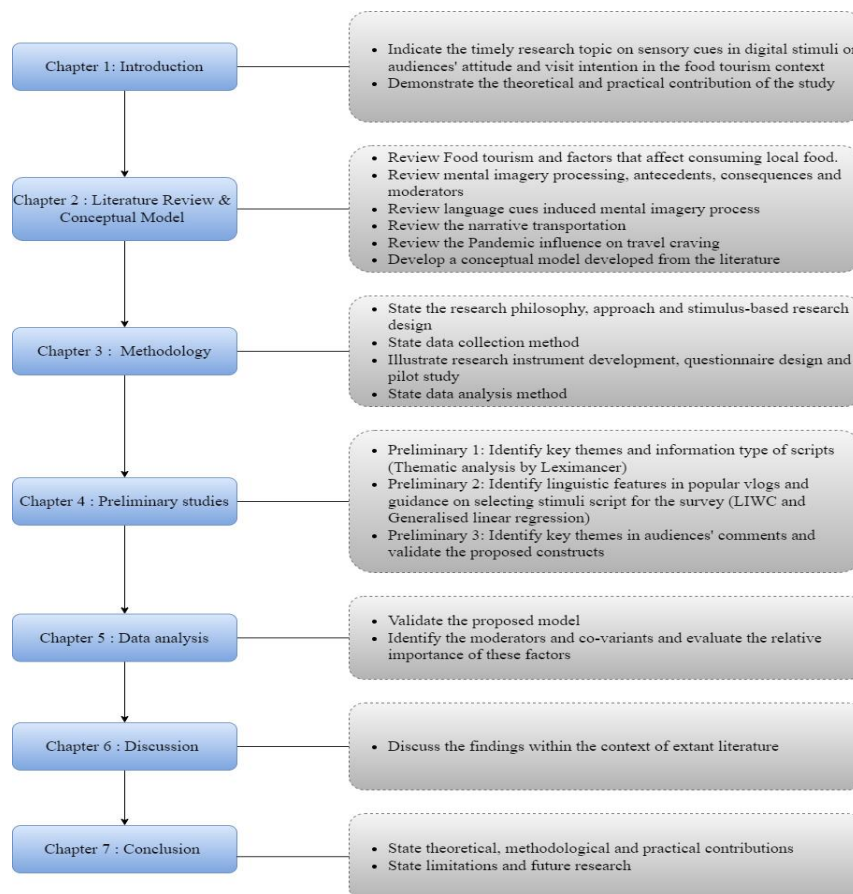 Chapter 1: Introduction
• Indicate the timely research topic on sensory cues in digital stimuli on
audiences' attitude and visit intention in the food tourism context
• Demonstrate the theoretical and practical contribution of the study
Chapter 2 : Literature Review &
Conceptual Model
• Review Food tourism and factors that affect consuming local food.
• Review mental imagery processing, antecedents, consequences and
moderators
• Review language cues induced mental imagery process
• Review the narrative transportation
• Review the Pandemic influence on travel craving
• Develop a conceptual model developed from the literature
Chapter 3 : Methodology
• State the research philosophy, approach and stimulus-based research
design
• State data collection method
• Illustrate research instrument development, questionnaire design and
pilot study
• State data analysis method
Chapter 4 : Preliminary studies
• Preliminary 1: Identify key themes and information type of scripts
(Thematic analysis by Leximancer)
• Preliminary 2: Identify linguistic features in popular vlogs and
guidance on selecting stimuli script for the survey (LIWC and
Generalised linear regression)
• Preliminary 3: Identify key themes in audiences' comments and
validate the proposed constructs
Chapter 5 : Data analysis
• Validate the proposed model
• Identify the moderators and co-variants and evaluate the relative
importance of these factors
Chapter 6 : Discussion
• Discuss the findings within the context of extant literature
Chapter 7 : Conclusion
• State theoretical, methodological and practical contributions
• State limitations and future research